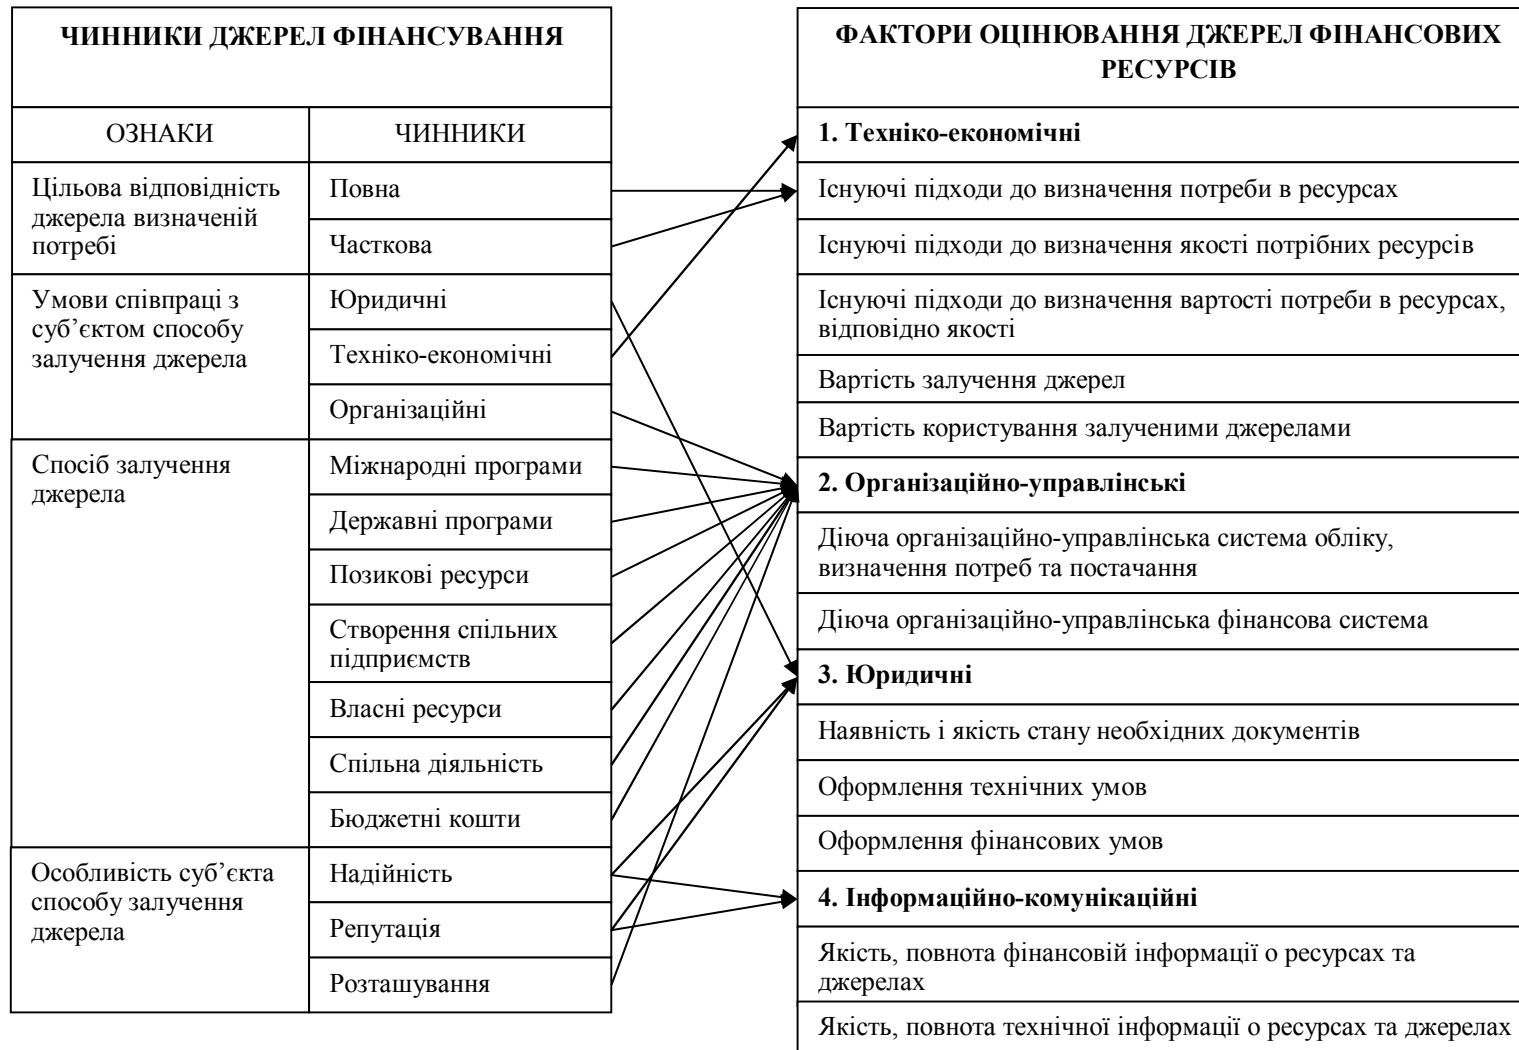 ЧИННИКИ ДЖЕРЕЛ ФІНАНСУВАННЯ
ОЗНАКИ
ЧИННИКИ
Цільова відповідність
джерела визначеній
потребі
Повна
Часткова
Умови співпраці з
суб’єктом способу
залучення джерела
Юридичні
Техніко-економічні
Організаційні
Спосіб залучення
джерела
Міжнародні програми
Державні програми
Позикові ресурси
Створення спільних
підприємств
Власні ресурси
Спільна діяльність
Бюджетні кошти
Особливість суб’єкта
способу залучення
джерела
Надійність
Репутація
Розташування
ФАКТОРИ ОЦІНЮВАННЯ ДЖЕРЕЛ ФІНАНСОВИХ
РЕСУРСІВ
1. Техніко-економічні
Існуючі підходи до визначення потреби в ресурсах
Існуючі підходи до визначення якості потрібних ресурсів
Існуючі підходи до визначення вартості потреби в ресурсах,
відповідно якості
Вартість залучення джерел
Вартість користування залученими джерелами
2. Організаційно-управлінські
Діюча організаційно-управлінська система обліку,
визначення потреб та постачання
Діюча організаційно-управлінська фінансова система
3. Юридичні
Наявність і якість стану необхідних документів
Оформлення технічних умов
Оформлення фінансових умов
4. Інформаційно-комунікаційні
Якість, повнота фінансовій інформації о ресурсах та
джерелах
Якість, повнота технічної інформації о ресурсах та джерелах